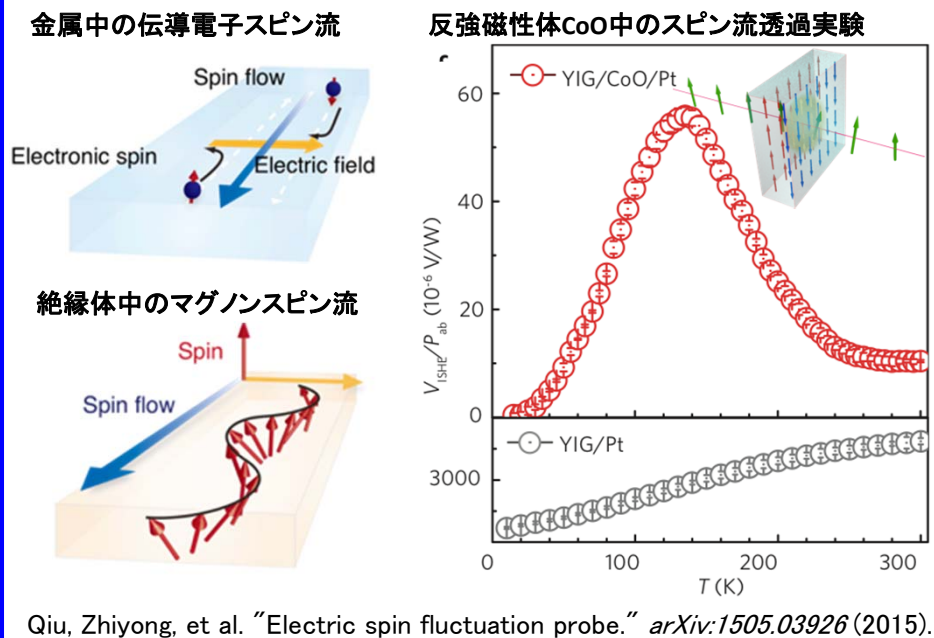 金属中の伝導電子スピン流
Spin flow
Electronic spin
Electric field
絶縁体中のマグノンスピン流
Spin
Spin flow
反強磁性体CoO中のスピン流透過実験
YIG/CoO/Pt
60
40
20
0
V_ISHE/P_ab (10⁻⁶ V/W)
YIG/Pt
3000
0 100 200 300
T (K)
Qiu, Zhiyong, et al. "Electric spin fluctuation probe." arXiv:1505.03926 (2015).